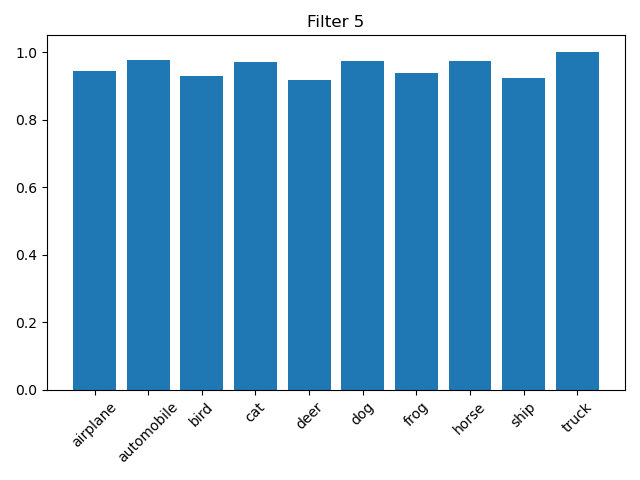 Filter 5
1.0
0.8
0.6
0.4
0.2
0.0
airplane
automobile
bird
cat
deer
dog
frog
horse
ship
truck